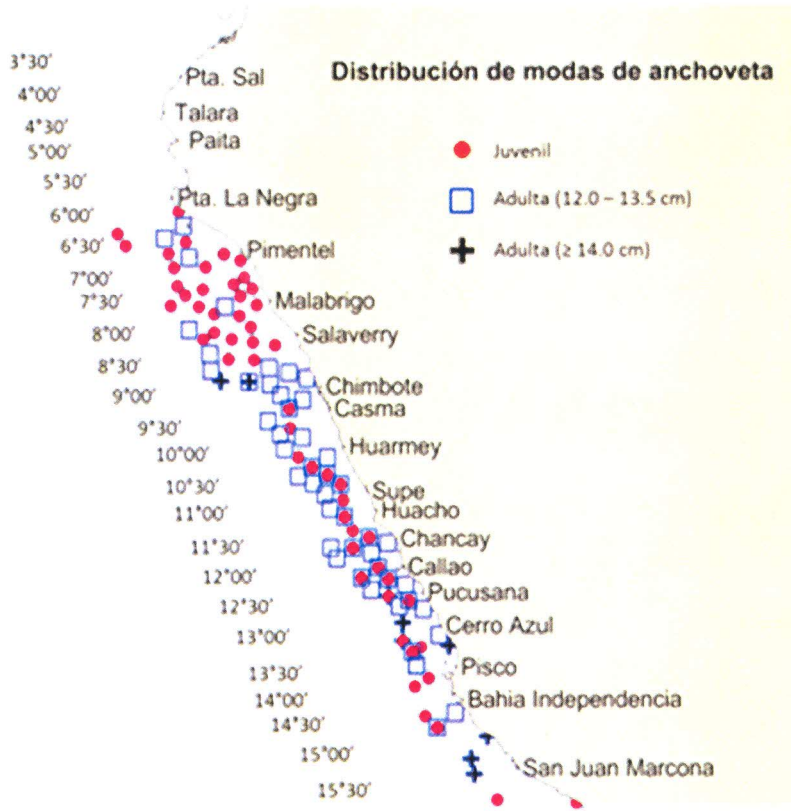 Distribución de modas de anchoveta
Juvenil
Adulta (12.0 – 13.5 cm)
Adulta (≥ 14.0 cm)
3°30'
4°00'
4°30'
5°00'
5°30'
6°00'
6°30'
7°00'
7°30'
8°00'
8°30'
9°00'
9°30'
10°00'
10°30'
11°00'
11°30'
12°00'
12°30'
13°00'
13°30'
14°00'
14°30'
15°00'
15°30'
Pta. Sal
Talara
Paita
Pta. La Negra
Pimentel
Malabrigo
Salaverry
Chimbote
Casma
Huarmey
Supe
Huacho
Chancay
Callao
Pucusana
Cerro Azul
Pisco
Bahia Independencia
San Juan Marcona